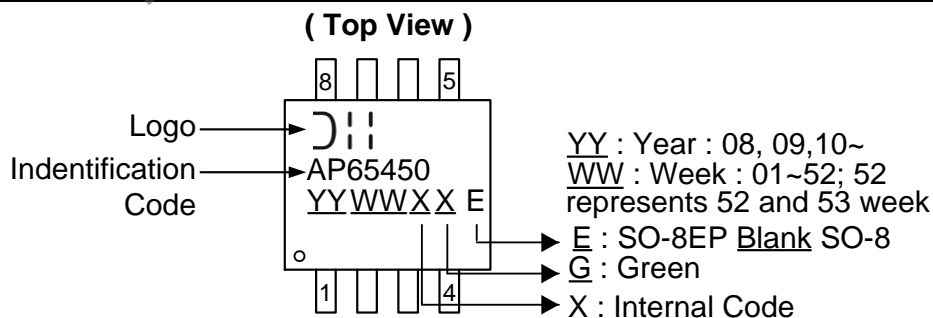 ( Top View )
8 5
Logo
Indentification
Code
AP65450
YY WW X X E
1 4
YY : Year : 08, 09,10~
WW : Week : 01~52; 52
represents 52 and 53 week
E : SO-8EP Blank SO-8
G : Green
X : Internal Code